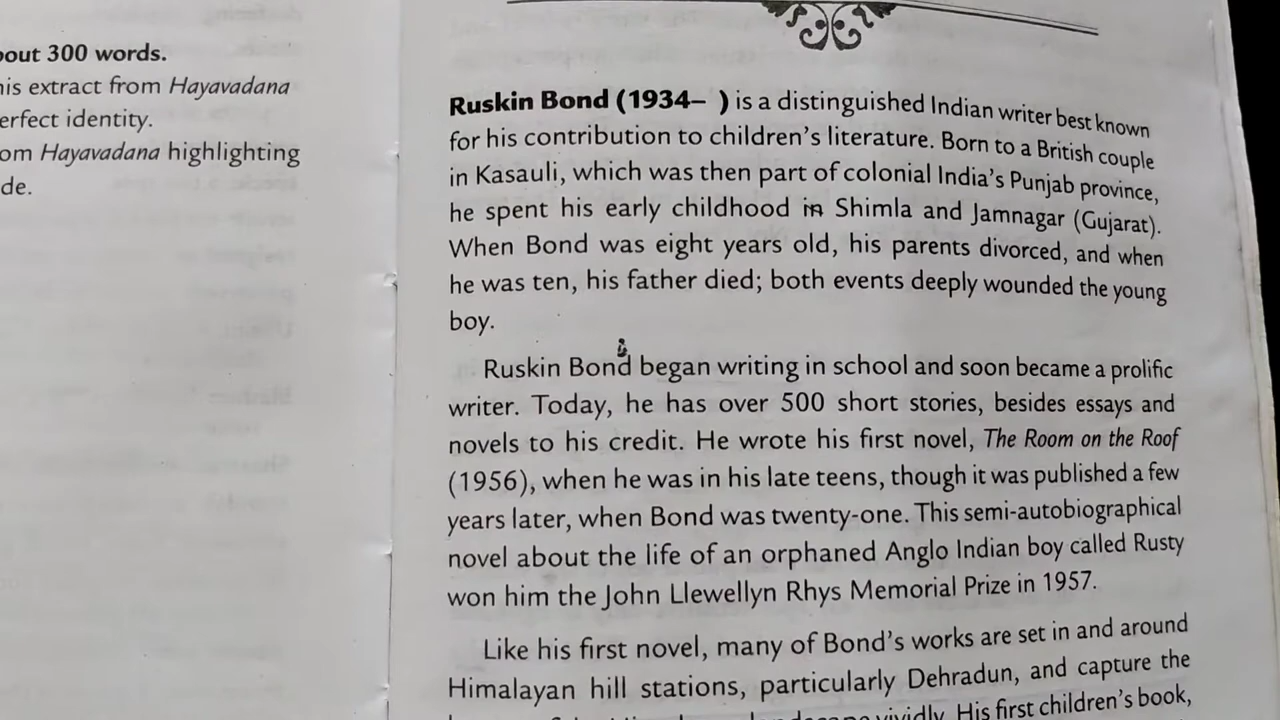 out 300 words.
is extract from Hayavadana
erfect identity.
om Hayavadana highlighting
de.
Ruskin Bond (1934– ) is a distinguished Indian writer best known
for his contribution to children's literature. Born to a British couple
in Kasauli, which was then part of colonial India's Punjab province,
he spent his early childhood in Shimla and Jamnagar (Gujarat).
When Bond was eight years old, his parents divorced, and when
he was ten, his father died; both events deeply wounded the young
boy.
Ruskin Bond began writing in school and soon became a prolific
writer. Today, he has over 500 short stories, besides essays and
novels to his credit. He wrote his first novel, The Room on the Roof
(1956), when he was in his late teens, though it was published a few
years later, when Bond was twenty-one. This semi-autobiographical
novel about the life of an orphaned Anglo Indian boy called Rusty
won him the John Llewellyn Rhys Memorial Prize in 1957.
Like his first novel, many of Bond's works are set in and around
Himalayan hill stations, particularly Dehradun, and capture the
vividly. His first children's book,